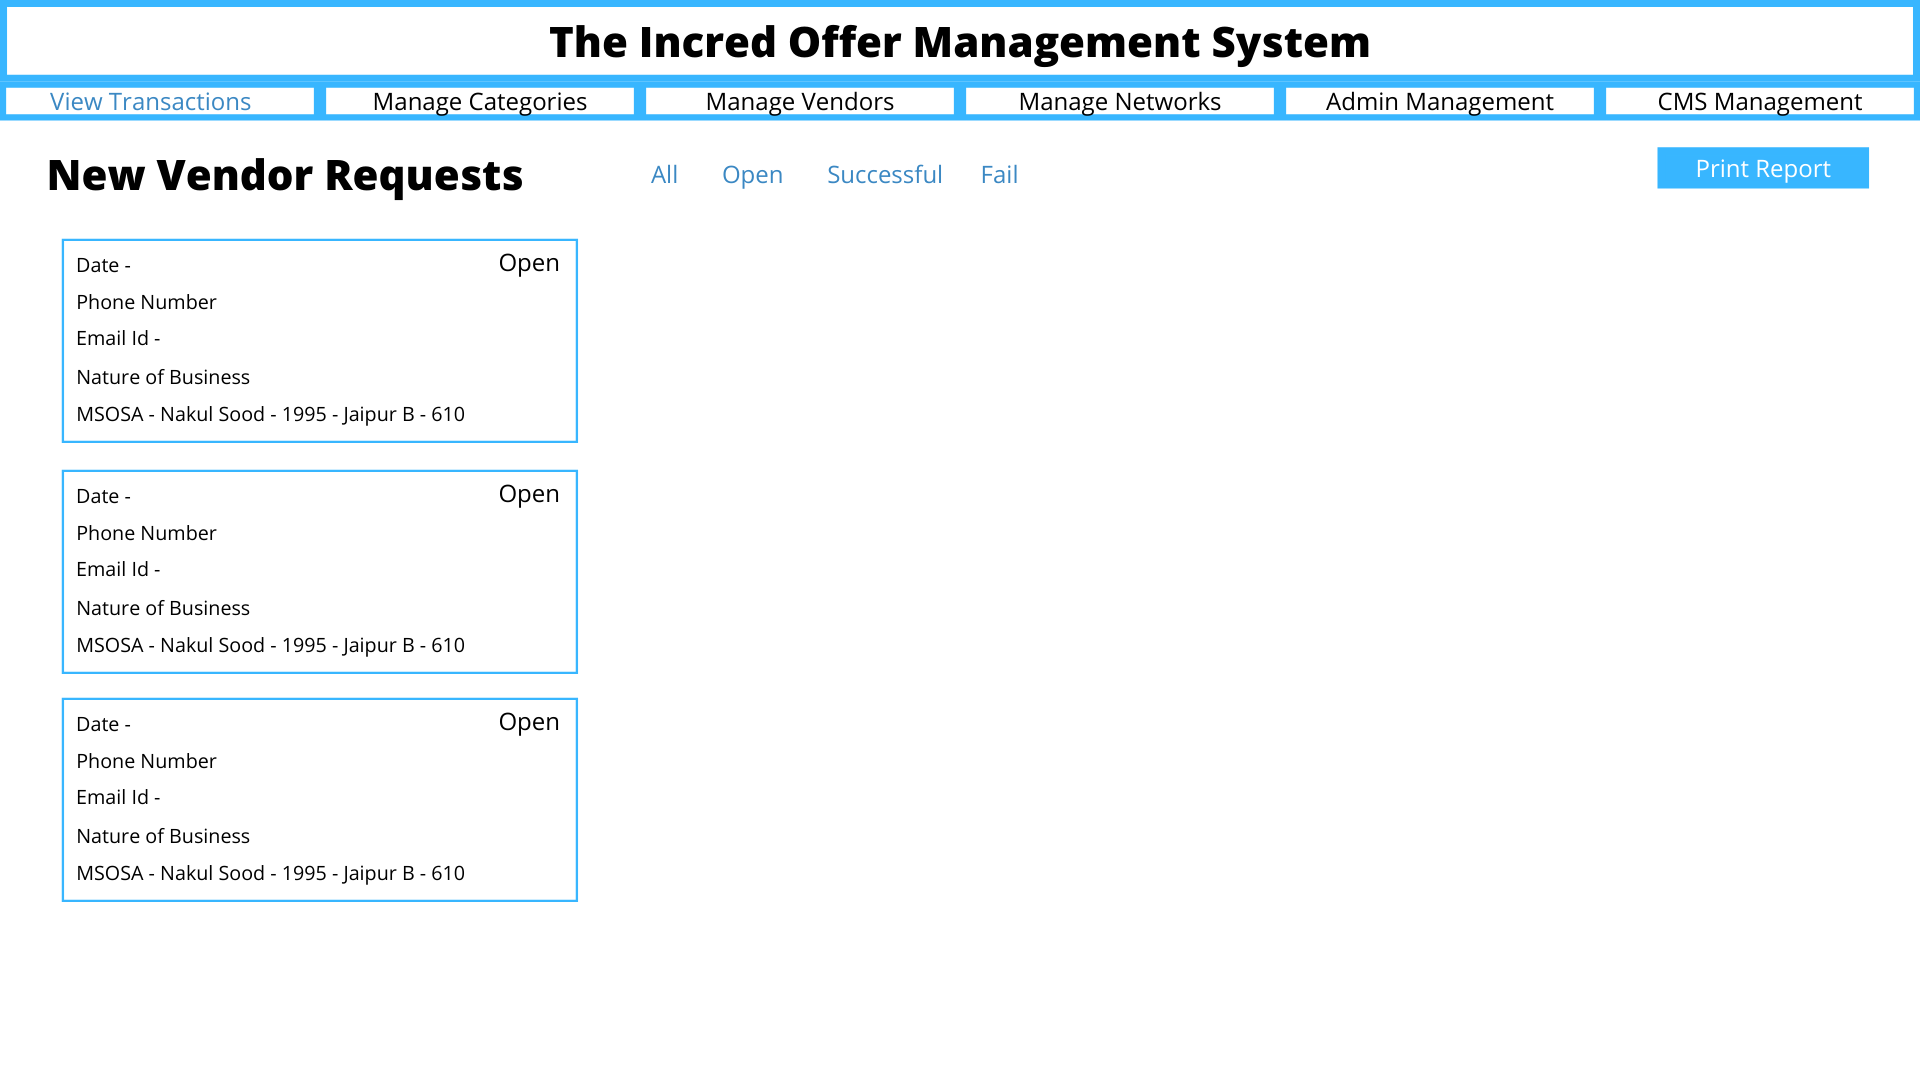 The Incred Offer Management System
View Transactions Manage Categories Manage Vendors Manage Networks Admin Management CMS Management
New Vendor Requests All Open Successful Fail Print Report
Date - Open
Phone Number
Email Id -
Nature of Business
MSOSA - Nakul Sood - 1995 - Jaipur B - 610
Date - Open
Phone Number
Email Id -
Nature of Business
MSOSA - Nakul Sood - 1995 - Jaipur B - 610
Date - Open
Phone Number
Email Id -
Nature of Business
MSOSA - Nakul Sood - 1995 - Jaipur B - 610